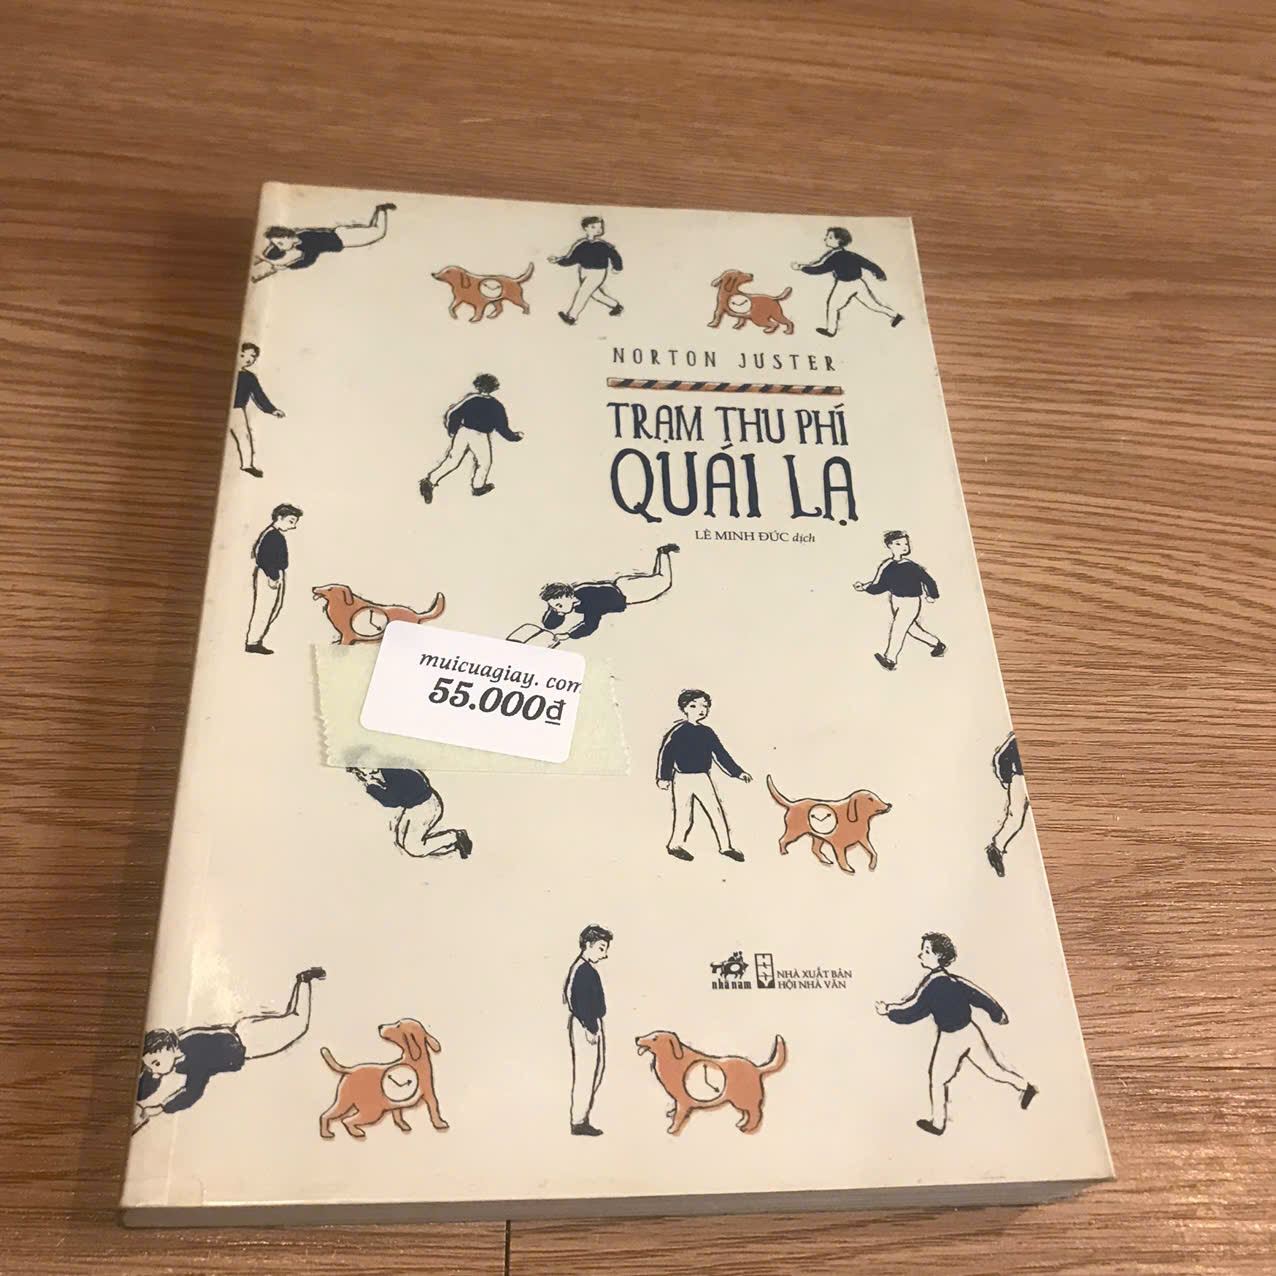 NORTON JUSTER
TRẠM THU PHÍ
QUÁI LẠ
LÊ MINH ĐỨC dịch
muicuagiay. com
55.000đ
nhã nam
NHÀ XUẤT BẢN
HỘI NHÀ VĂN